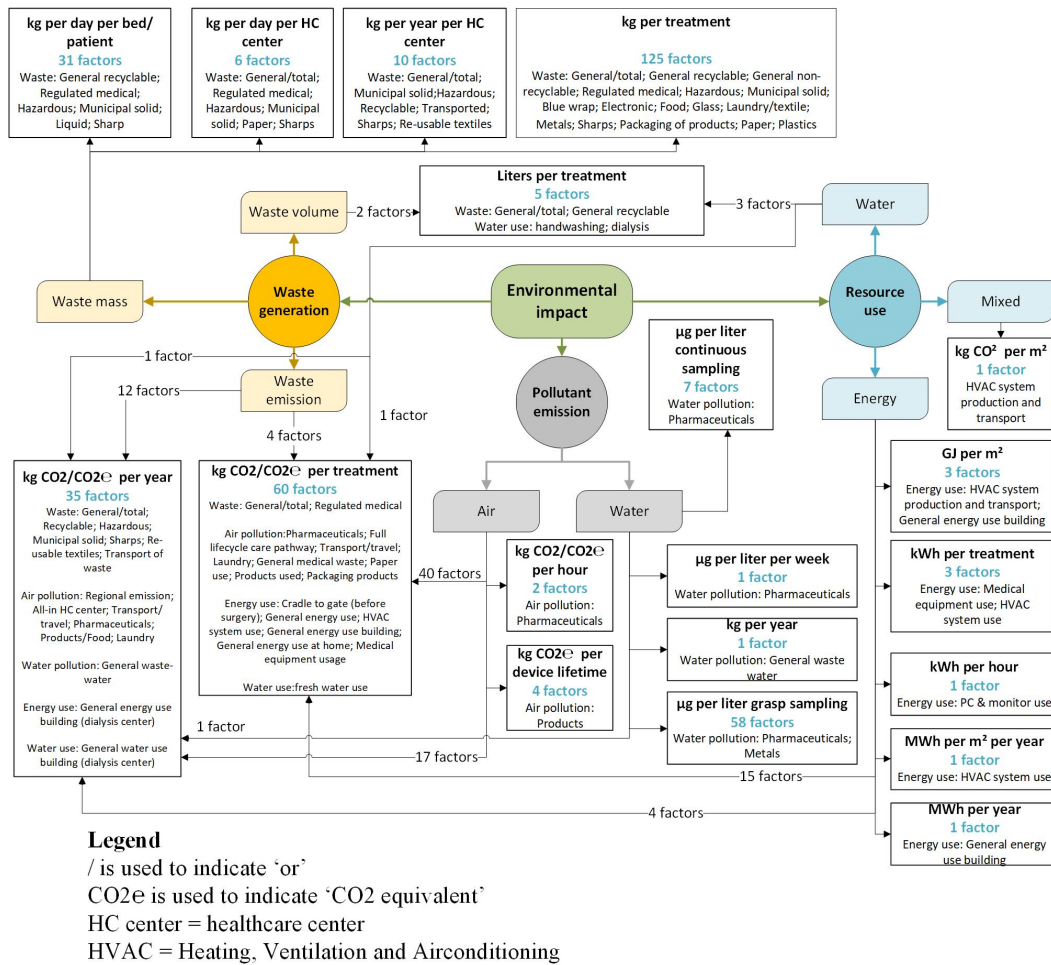 kg per day per bed/
patient
31 factors
Waste: General recyclable;
Regulated medical;
Hazardous; Municipal solid;
Liquid; Sharp
kg per day per HC
center
6 factors
Waste: General/total;
Regulated medical;
Hazardous; Municipal
solid; Paper; Sharps
kg per year per HC
center
10 factors
Waste: General/total;
Municipal solid;Hazardous;
Recyclable; Transported;
Sharps; Re-usable textiles
kg per treatment
125 factors
Waste: General/total; General recyclable; General non-
recyclable; Regulated medical; Hazardous; Municipal solid;
Blue wrap; Electronic; Food; Glass; Laundry/textile;
Metals; Sharps; Packaging of products; Paper; Plastics
Liters per treatment
5 factors
Waste: General/total; General recyclable
Water use: handwashing; dialysis
Waste volume
2 factors
3 factors
Water
Waste mass
Waste
generation
Environmental
impact
Resource
use
Mixed
1 factor
12 factors
Waste
emission
4 factors
1 factor
Pollutant
emission
µg per liter
continuous
sampling
7 factors
Water pollution:
Pharmaceuticals
kg CO² per m²
1 factor
HVAC system
production and
transport
Energy
kg CO2/CO2℮ per year
35 factors
Waste: General/total;
Recyclable; Hazardous;
Municipal solid; Sharps; Re-
usable textiles; Transport of
waste
Air pollution: Regional emission;
All-in HC center; Transport/
travel; Pharmaceuticals;
Products/Food; Laundry
Water pollution: General waste-
water
Energy use: General energy use
building (dialysis center)
Water use: General water use
building (dialysis center)
kg CO2/CO2℮ per treatment
60 factors
Waste: General/total; Regulated medical
Air pollution:Pharmaceuticals; Full
lifecycle care pathway; Transport/travel;
Laundry; General medical waste; Paper
use; Products used; Packaging products
Energy use: Cradle to gate (before
surgery); General energy use; HVAC
system use; General energy use building;
General energy use at home; Medical
equipment usage
Water use:fresh water use
Air
Water
40 factors
kg CO2/CO2℮
per hour
2 factors
Air pollution:
Pharmaceuticals
kg CO2℮ per
device lifetime
4 factors
Air pollution:
Products
µg per liter per week
1 factor
Water pollution: Pharmaceuticals
kg per year
1 factor
Water pollution: General waste
water
µg per liter grasp sampling
58 factors
Water pollution: Pharmaceuticals;
Metals
GJ per m²
3 factors
Energy use: HVAC system
production and transport;
General energy use building
kWh per treatment
3 factors
Energy use: Medical
equipment use; HVAC
system use
kWh per hour
1 factor
Energy use: PC & monitor use
MWh per m² per year
1 factor
Energy use: HVAC system use
MWh per year
1 factor
Energy use: General energy
use building
1 factor
17 factors
15 factors
4 factors
Legend
/ is used to indicate ‘or’
CO2℮ is used to indicate ‘CO2 equivalent’
HC center = healthcare center
HVAC = Heating, Ventilation and Airconditioning